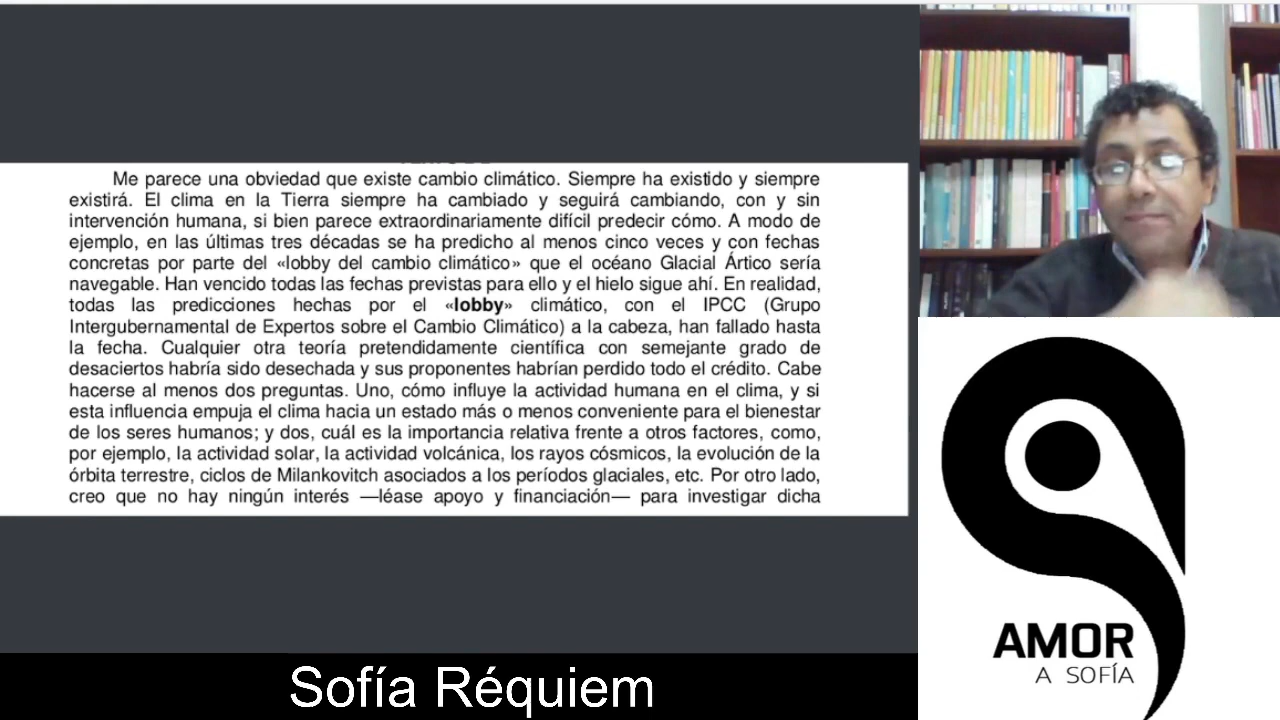 Me parece una obviedad que existe cambio climático. Siempre ha existido y siempre
existirá. El clima en la Tierra siempre ha cambiado y seguirá cambiando, con y sin
intervención humana, si bien parece extraordinariamente difícil predecir cómo. A modo de
ejemplo, en las últimas tres décadas se ha predicho al menos cinco veces y con fechas
concretas por parte del «lobby del cambio climático» que el océano Glacial Ártico sería
navegable. Han vencido todas las fechas previstas para ello y el hielo sigue ahí. En realidad,
todas las predicciones hechas por el «lobby» climático, con el IPCC (Grupo
Intergubernamental de Expertos sobre el Cambio Climático) a la cabeza, han fallado hasta
la fecha. Cualquier otra teoría pretendidamente científica con semejante grado de
desaciertos habría sido desechada y sus proponentes habrían perdido todo el crédito. Cabe
hacerse al menos dos preguntas. Uno, cómo influye la actividad humana en el clima, y si
esta influencia empuja el clima hacia un estado más o menos conveniente para el bienestar
de los seres humanos; y dos, cuál es la importancia relativa frente a otros factores, como,
por ejemplo, la actividad solar, la actividad volcánica, los rayos cósmicos, la evolución de la
órbita terrestre, ciclos de Milankovitch asociados a los períodos glaciales, etc. Por otro lado,
creo que no hay ningún interés —léase apoyo y financiación— para investigar dicha
AMOR
A SOFÍA
Sofía Réquiem